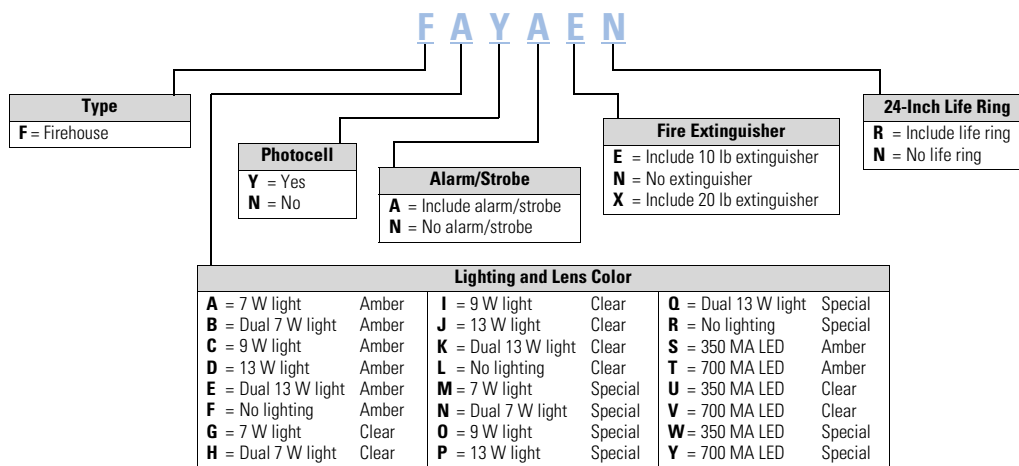 F A Y A E N
Type
F = Firehouse
Photocell
Y = Yes
N = No
Alarm/Strobe
A = Include alarm/strobe
N = No alarm/strobe
Fire Extinguisher
E = Include 10 lb extinguisher
N = No extinguisher
X = Include 20 lb extinguisher
24-Inch Life Ring
R = Include life ring
N = No life ring
Lighting and Lens Color
A = 7 W light Amber
B = Dual 7 W light Amber
C = 9 W light Amber
D = 13 W light Amber
E = Dual 13 W light Amber
F = No lighting Amber
G = 7 W light Clear
H = Dual 7 W light Clear
I = 9 W light Clear
J = 13 W light Clear
K = Dual 13 W light Clear
L = No lighting Clear
M = 7 W light Special
N = Dual 7 W light Special
O = 9 W light Special
P = 13 W light Special
Q = Dual 13 W light Special
R = No lighting Special
S = 350 MA LED Amber
T = 700 MA LED Amber
U = 350 MA LED Clear
V = 700 MA LED Clear
W = 350 MA LED Special
Y = 700 MA LED Special